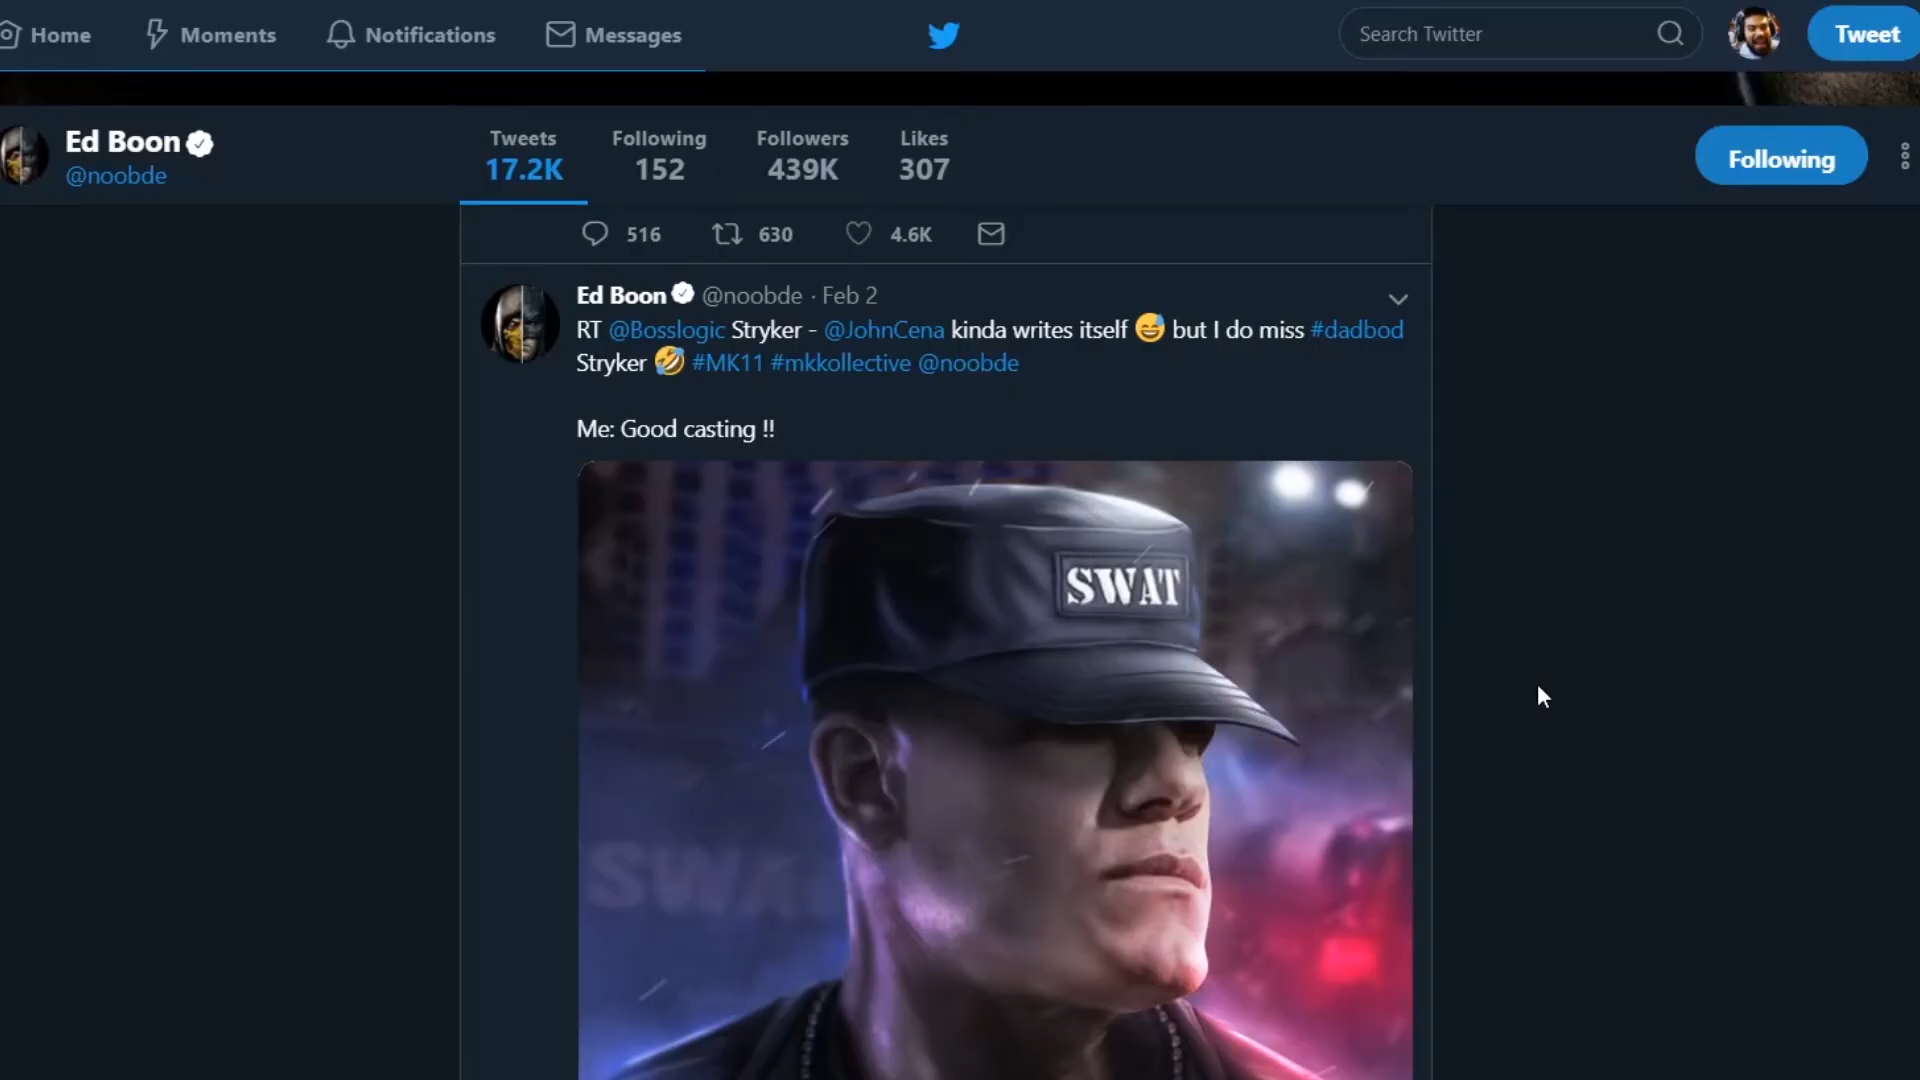 Home Moments Notifications Messages Search Twitter Tweet
Ed Boon
@noobde
Tweets Following Followers Likes
17.2K 152 439K 307
Following
516 630 4.6K
Ed Boon @noobde · Feb 2
RT @Bosslogic Stryker - @JohnCena kinda writes itself 😅 but I do miss #dadbod
Stryker 🤣 #MK11 #mkkollective @noobde
Me: Good casting !!
SWAT
SWAT